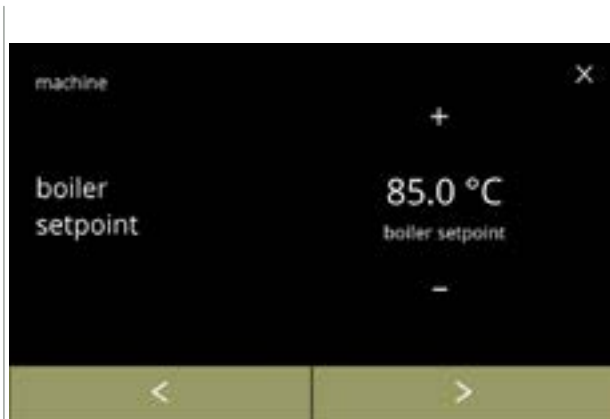 machine
X
+
boiler
setpoint
85.0 °C
boiler setpoint
-
< >